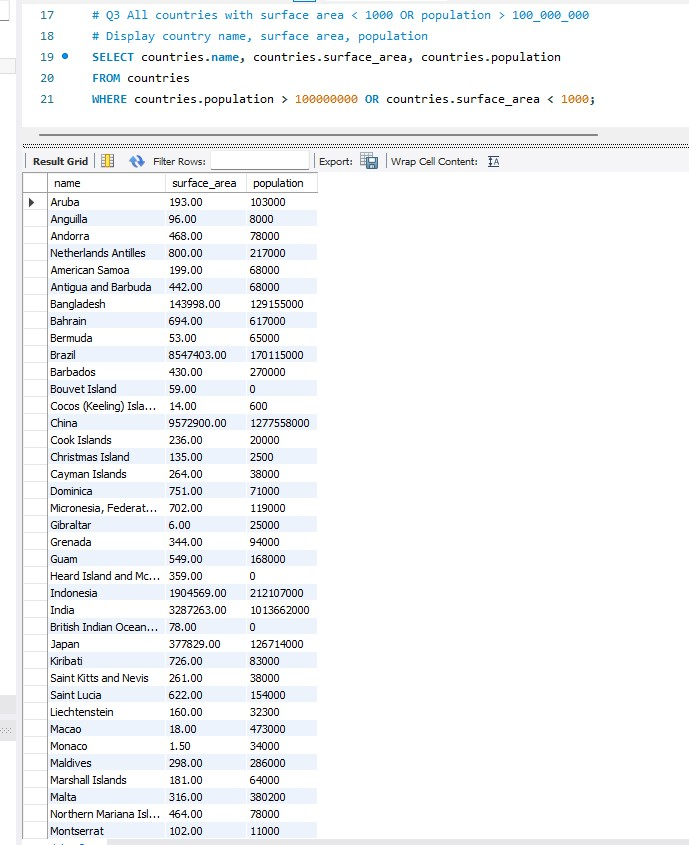 17 # Q3 All countries with surface area < 1000 OR population > 100_000_000
18 # Display country name, surface area, population
19 SELECT countries.name, countries.surface_area, countries.population
20 FROM countries
21 WHERE countries.population > 100000000 OR countries.surface_area < 1000;
Result Grid Filter Rows: Export: Wrap Cell Content: IA
name surface_area population
Aruba 193.00 103000
Anguilla 96.00 8000
Andorra 468.00 78000
Netherlands Antilles 800.00 217000
American Samoa 199.00 68000
Antigua and Barbuda 442.00 68000
Bangladesh 143998.00 129155000
Bahrain 694.00 617000
Bermuda 53.00 65000
Brazil 8547403.00 170115000
Barbados 430.00 270000
Bouvet Island 59.00 0
Cocos (Keeling) Isla... 14.00 600
China 9572900.00 1277558000
Cook Islands 236.00 20000
Christmas Island 135.00 2500
Cayman Islands 264.00 38000
Dominica 751.00 71000
Micronesia, Federat... 702.00 119000
Gibraltar 6.00 25000
Grenada 344.00 94000
Guam 549.00 168000
Heard Island and Mc... 359.00 0
Indonesia 1904569.00 212107000
India 3287263.00 1013662000
British Indian Ocean... 78.00 0
Japan 377829.00 126714000
Kiribati 726.00 83000
Saint Kitts and Nevis 261.00 38000
Saint Lucia 622.00 154000
Liechtenstein 160.00 32300
Macao 18.00 473000
Monaco 1.50 34000
Maldives 298.00 286000
Marshall Islands 181.00 64000
Malta 316.00 380200
Northern Mariana Isl... 464.00 78000
Montserrat 102.00 11000